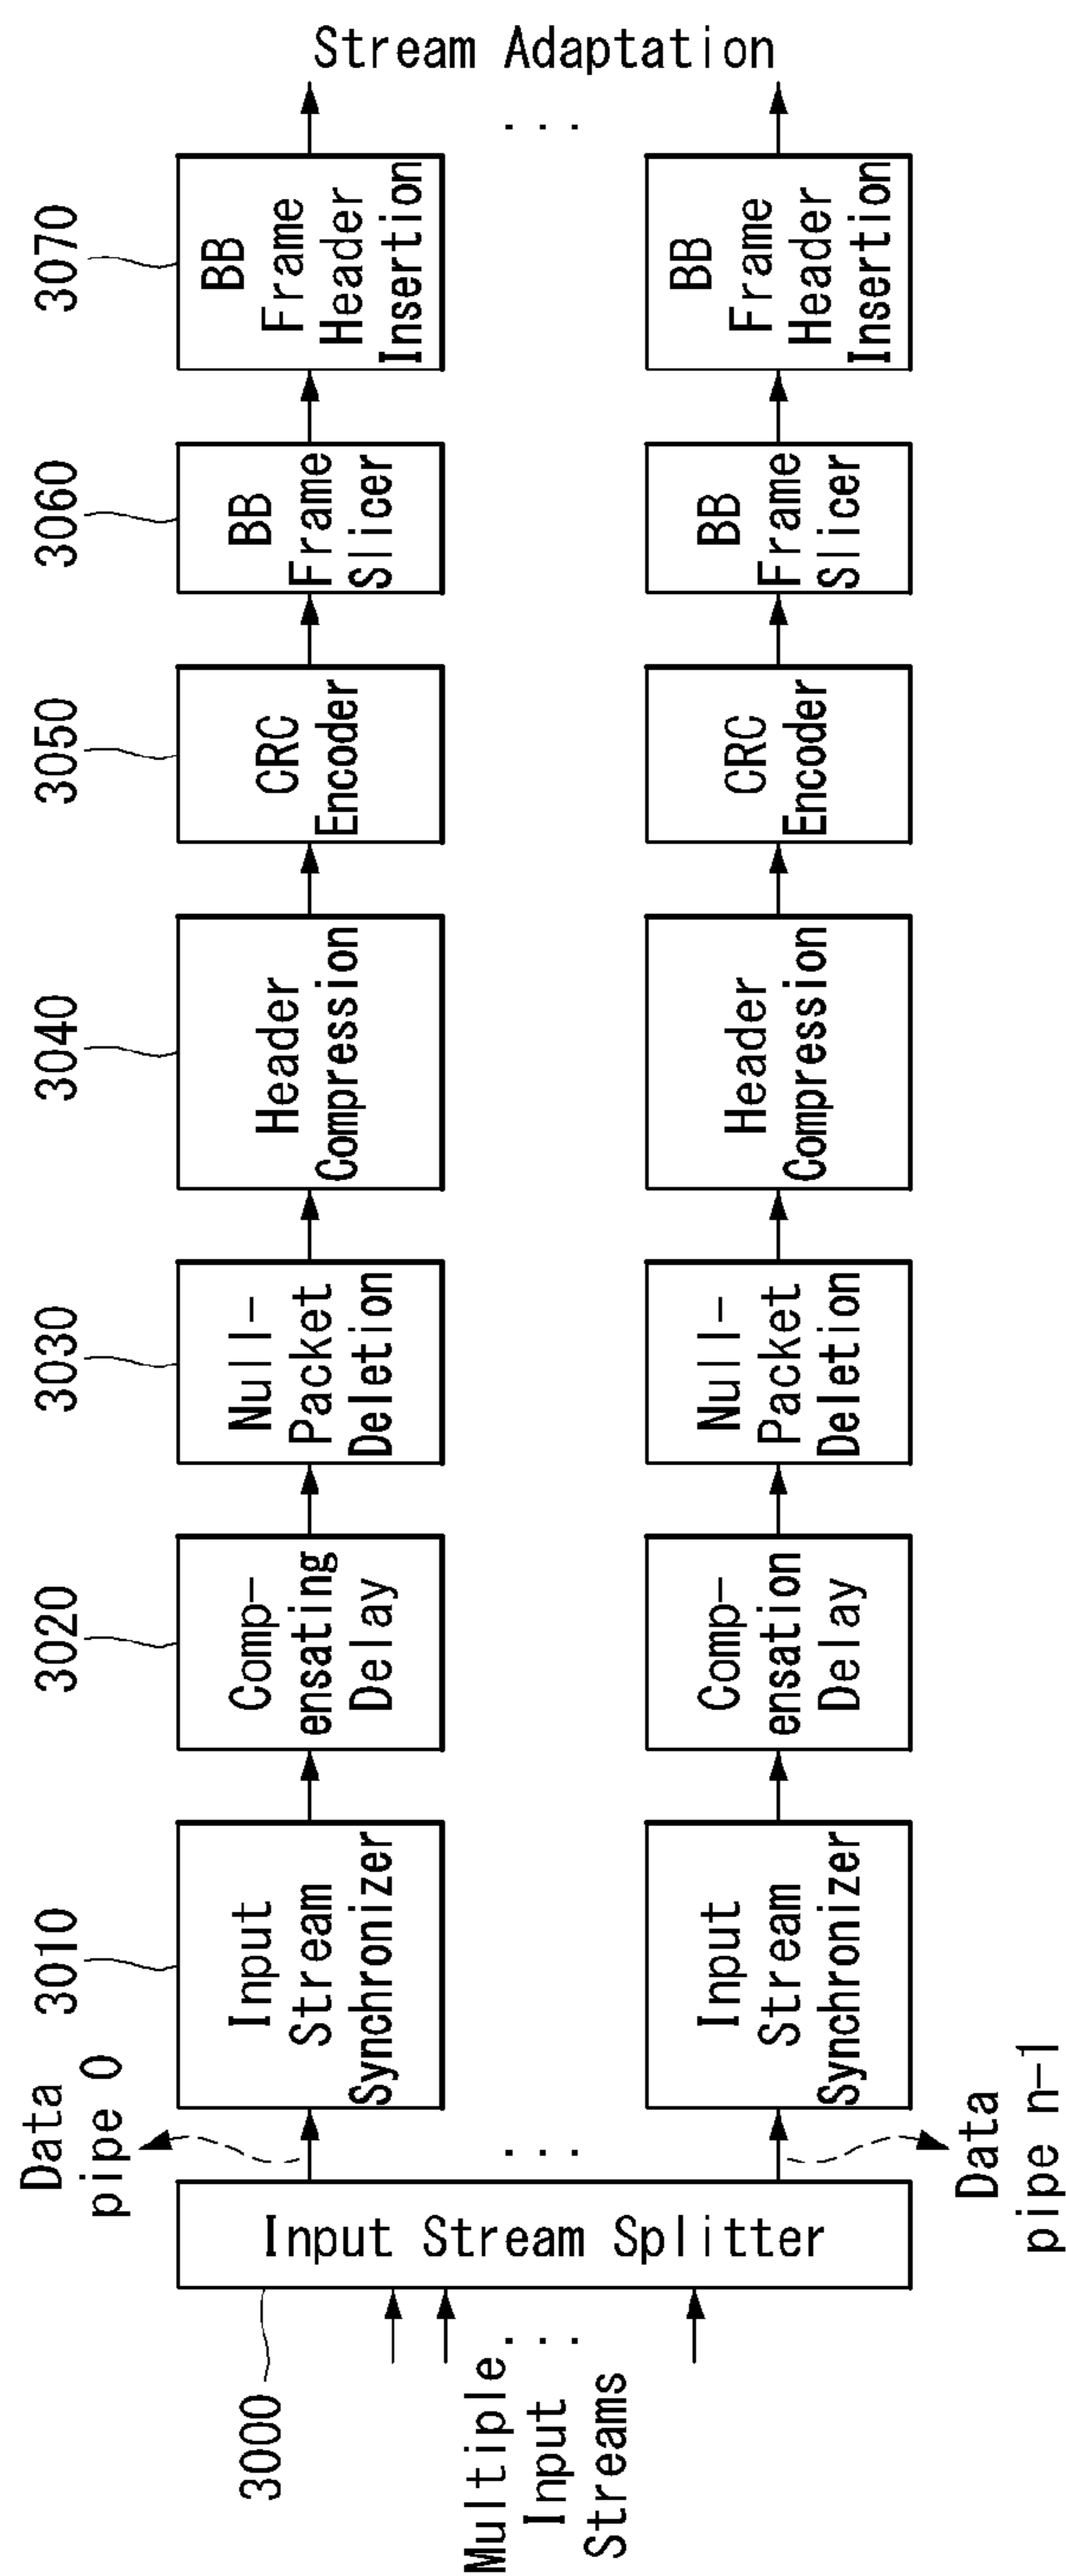 3000
Multiple
Input
Streams
Input Stream Splitter
Data
pipe 0
3010
Input
Stream
Synchronizer
3020
Comp-
ensating
Delay
3030
Null-
Packet
Deletion
3040
Header
Compression
3050
CRC
Encoder
3060
BB
Frame
Slicer
3070
BB
Frame
Header
Insertion
...
...
...
Data
pipe n-1
Input
Stream
Synchronizer
Comp-
ensation
Delay
Null-
Packet
Deletion
Header
Compression
CRC
Encoder
BB
Frame
Slicer
BB
Frame
Header
Insertion
Stream Adaptation